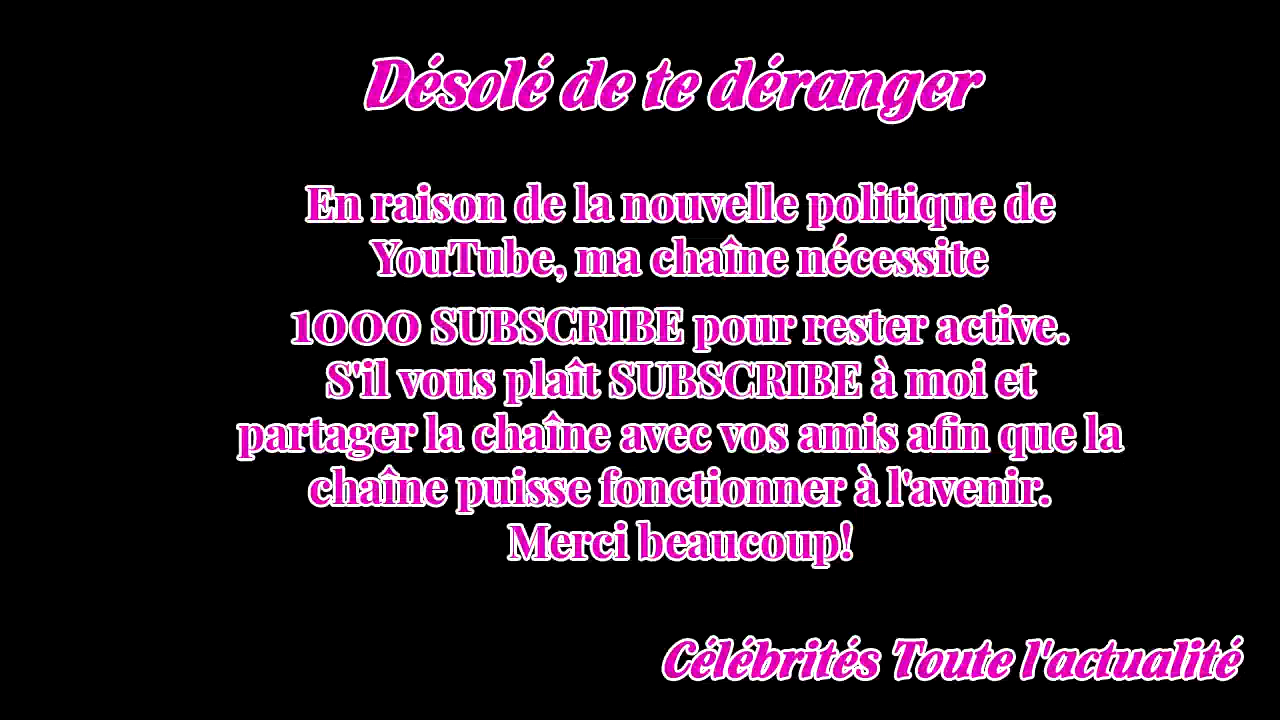 Désolé de te déranger
En raison de la nouvelle politique de
YouTube, ma chaîne nécessite
1000 SUBSCRIBE pour rester active.
S'il vous plaît SUBSCRIBE à moi et
partager la chaîne avec vos amis afin que la
chaîne puisse fonctionner à l'avenir.
Merci beaucoup!
Célébrités Toute l'actualité